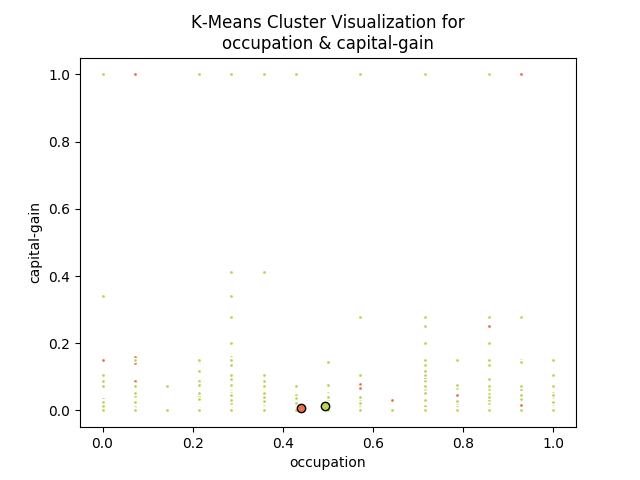 K-Means Cluster Visualization for
occupation & capital-gain
1.0
0.8
0.6
0.4
0.2
0.0
capital-gain
0.0 0.2 0.4 0.6 0.8 1.0
occupation